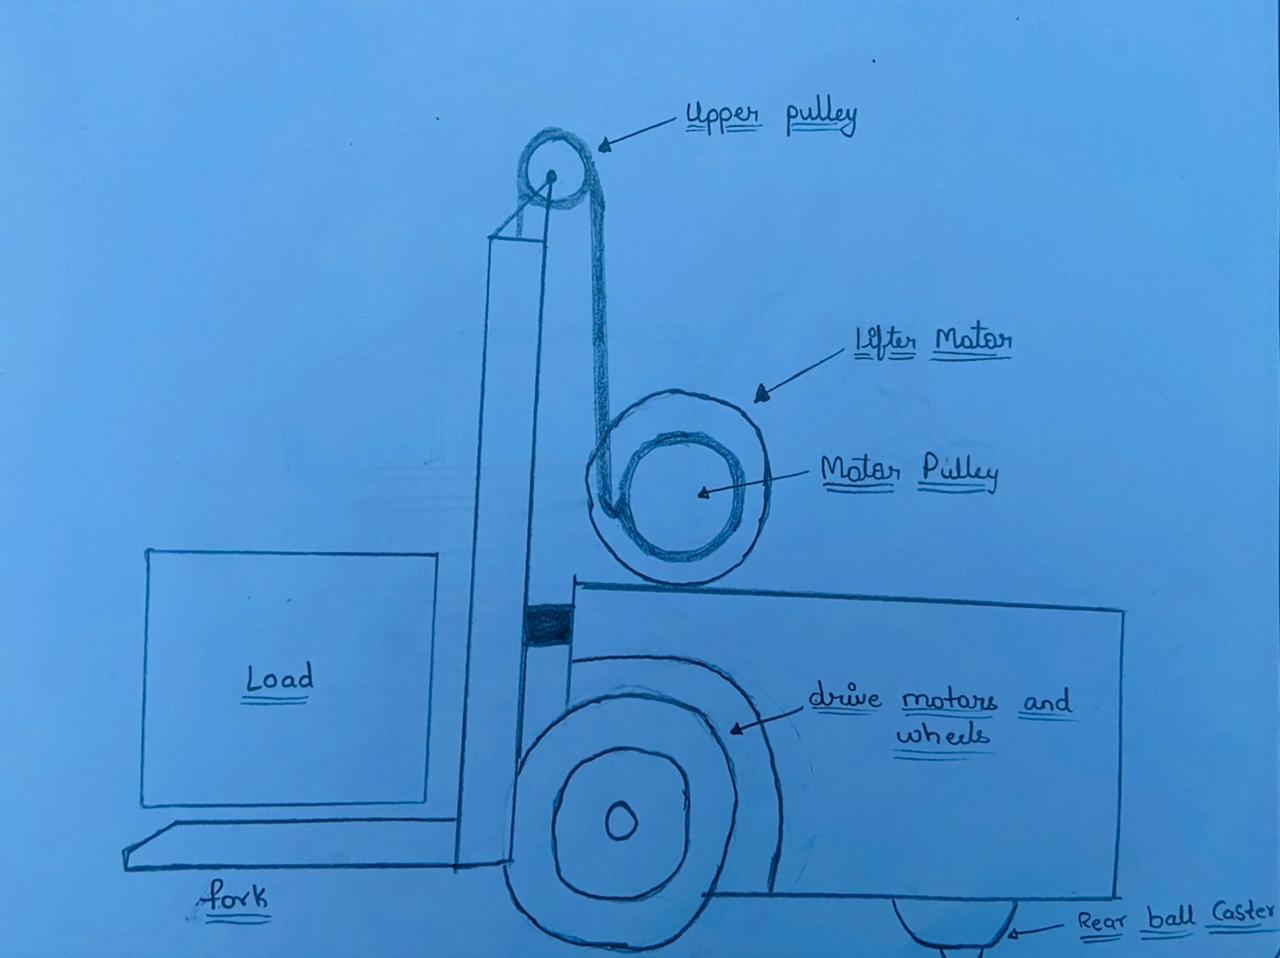 Upper pulley
Lifter Motor
Motor Pulley
Load
drive motors and
wheels
fork
Rear ball Caster